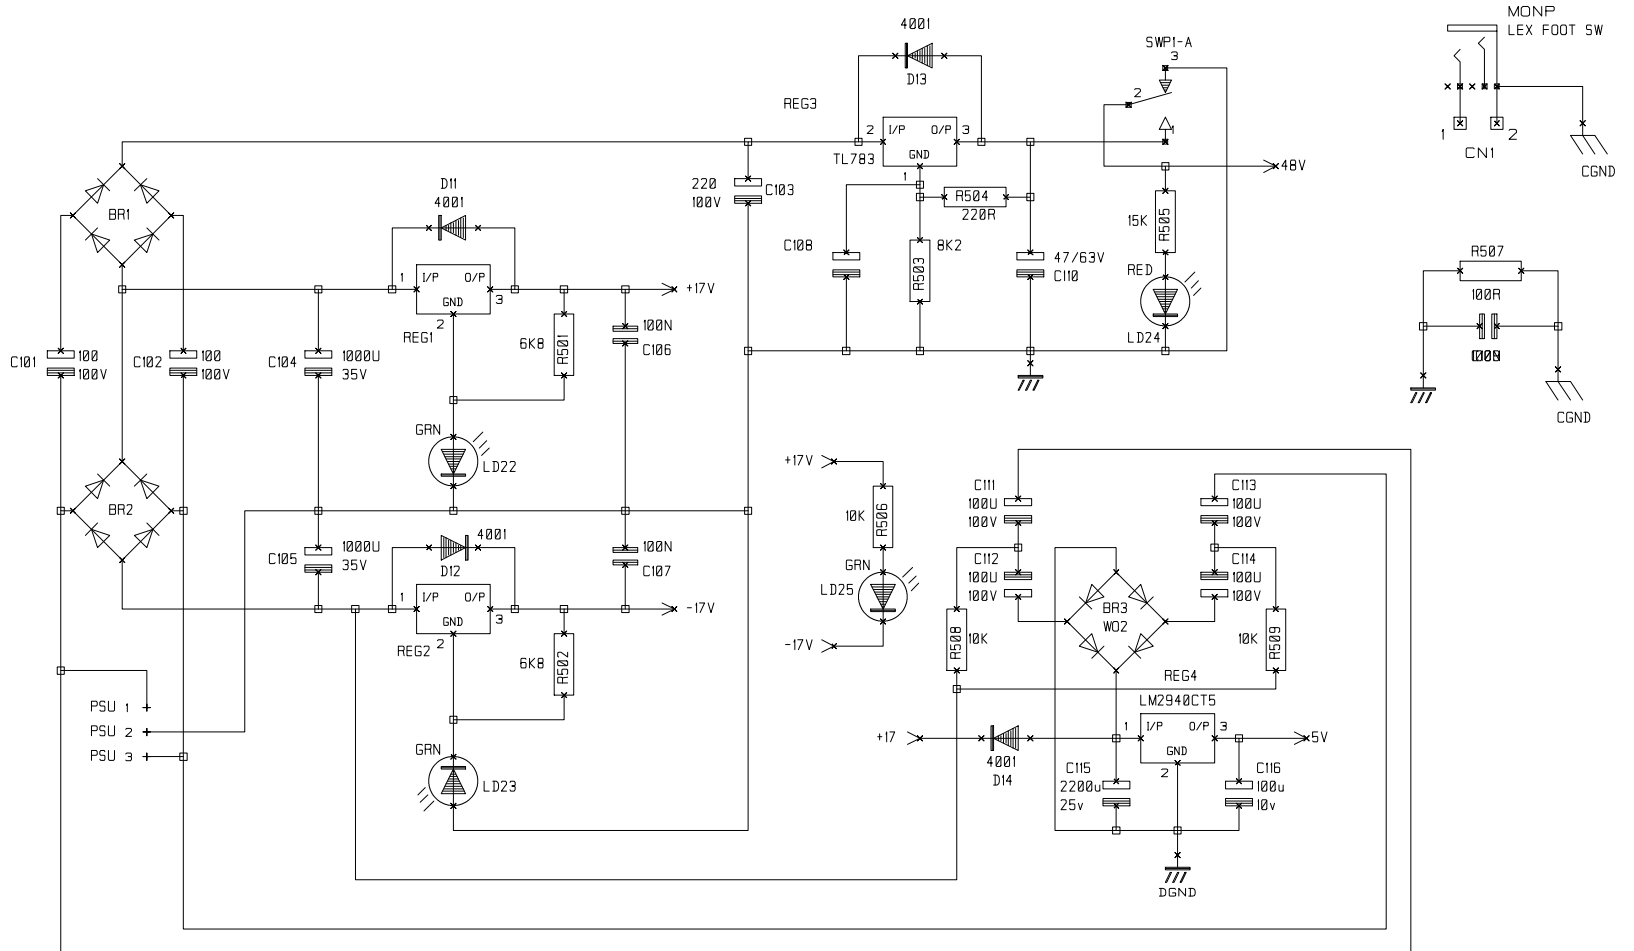 MONP
LEX FOOT SW
1
2
CN1
CGND
4001
D13
SWP1-A
3
2
1
REG3
2
I/P
O/P
3
GND
TL783
1
48V
220
100V
C103
R504
220R
C108
8K2
R503
47/63V
C110
15K
R505
RED
LD24
R507
100R
CGND
BR1
D11
4001
1
I/P
O/P
GND
3
2
REG1
+17V
6K8
R501
100N
C106
C101
100
100V
C102
100
100V
C104
1000U
35V
GRN
LD22
BR2
C105
1000U
35V
4001
D12
1
I/P
O/P
GND
3
2
REG2
100N
C107
-17V
6K8
R502
GRN
LD23
PSU 1
PSU 2
PSU 3
+17V
10K
R506
GRN
LD25
-17V
C111
100U
100V
C112
100U
100V
C113
100U
100V
C114
100U
100V
BR3
W02
R508
10K
10K
R509
REG4
LM2940CT5
1
I/P
O/P
3
GND
2
+17
4001
D14
5V
C115
2200u
25v
C116
100u
10v
DGND